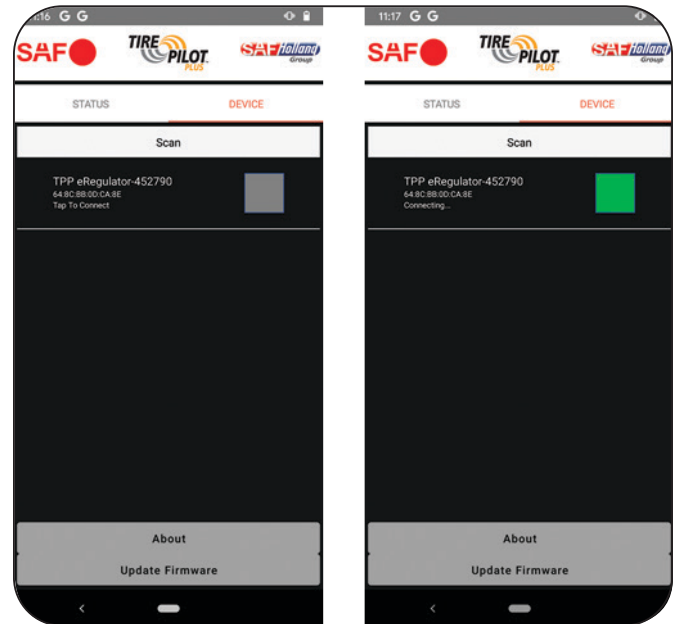 :16 G G
SAF
TIRE PILOT PLUS
SAF Holland Group
STATUS DEVICE
Scan
TPP eRegulator-452790
64:8C:BB:0D:CA:8E
Tap To Connect
About
Update Firmware
11:17 G G
SAF
TIRE PILOT PLUS
SAF Holland Group
STATUS DEVICE
Scan
TPP eRegulator-452790
64:8C:BB:0D:CA:8E
Connecting...
About
Update Firmware